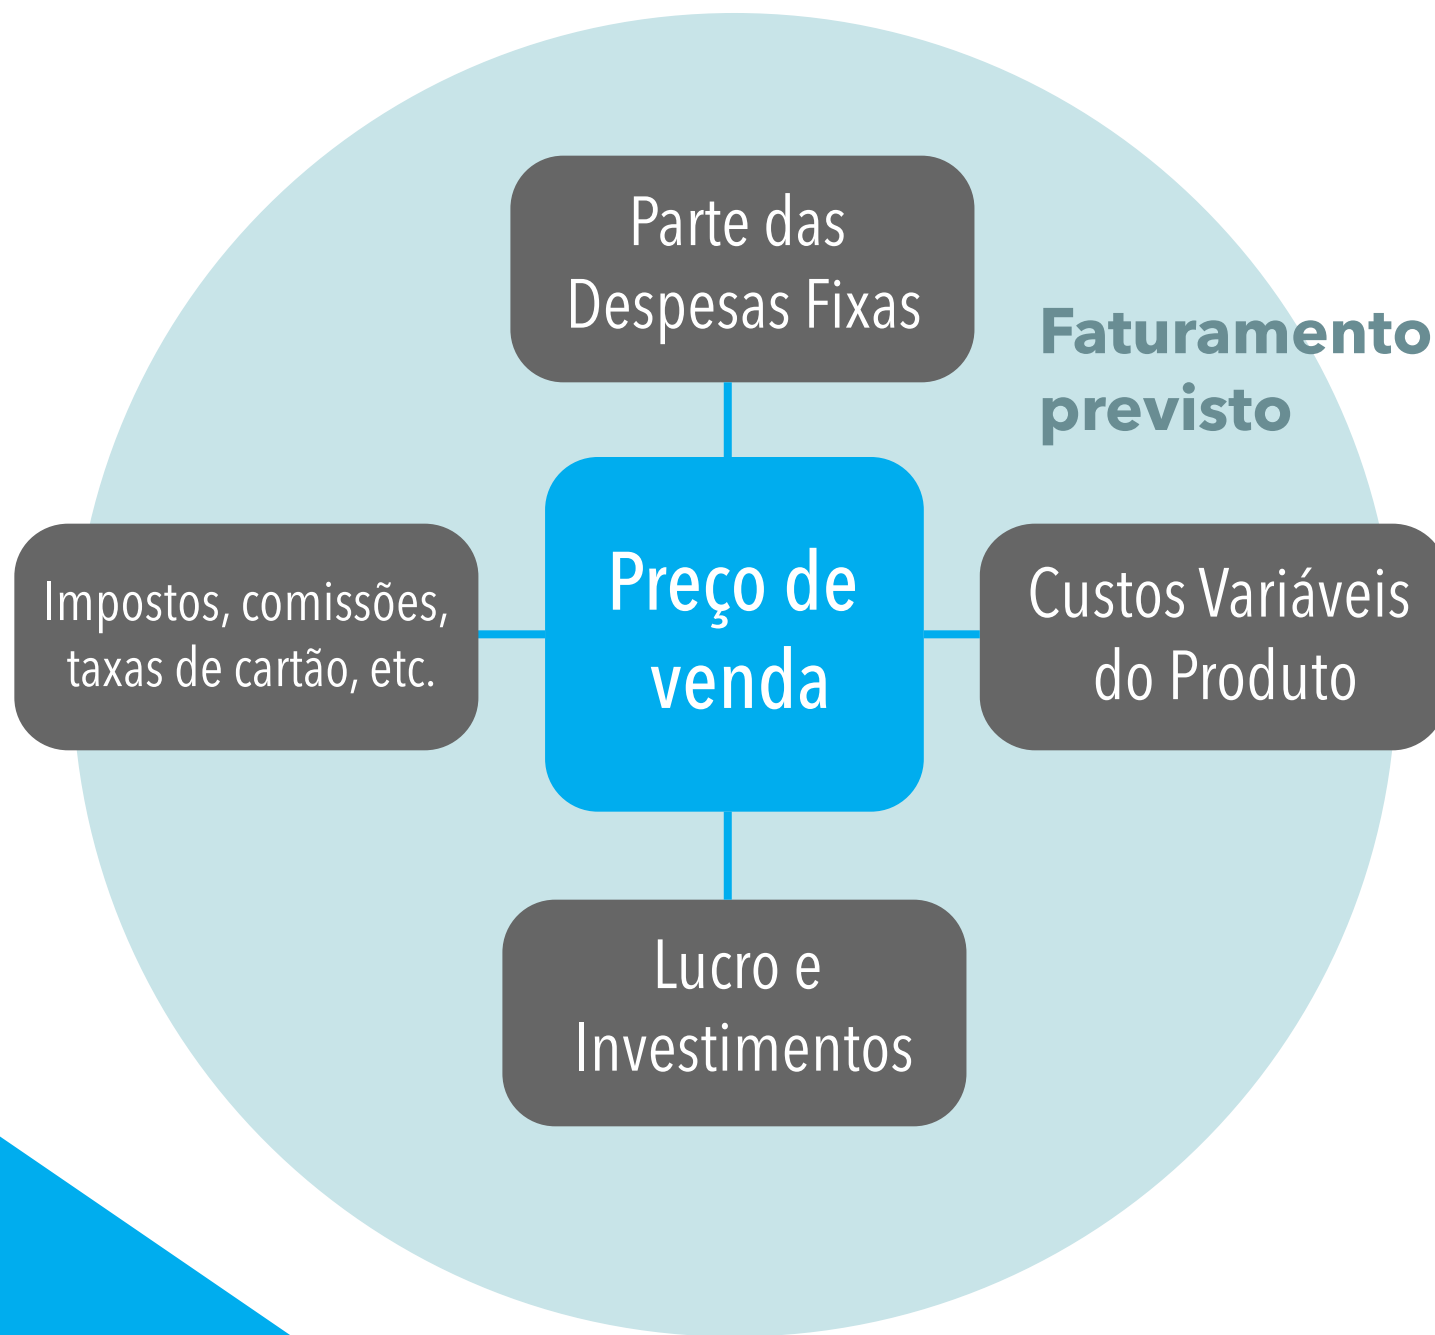 Parte das
Despesas Fixas
Faturamento
previsto
Impostos, comissões,
taxas de cartão, etc.
Preço de
venda
Custos Variáveis
do Produto
Lucro e
Investimentos